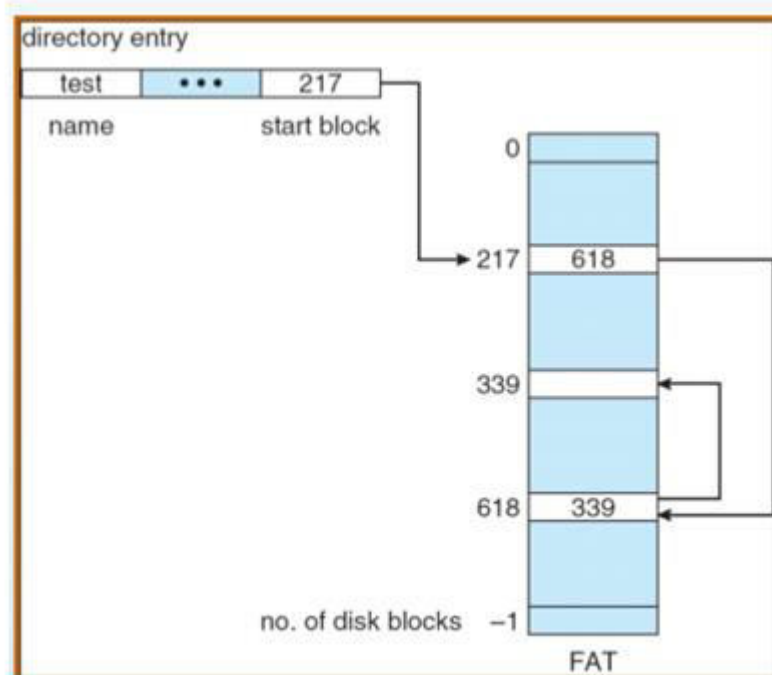 directory entry
test ••• 217
name start block
0
217 618
339
618 339
no. of disk blocks –1
FAT